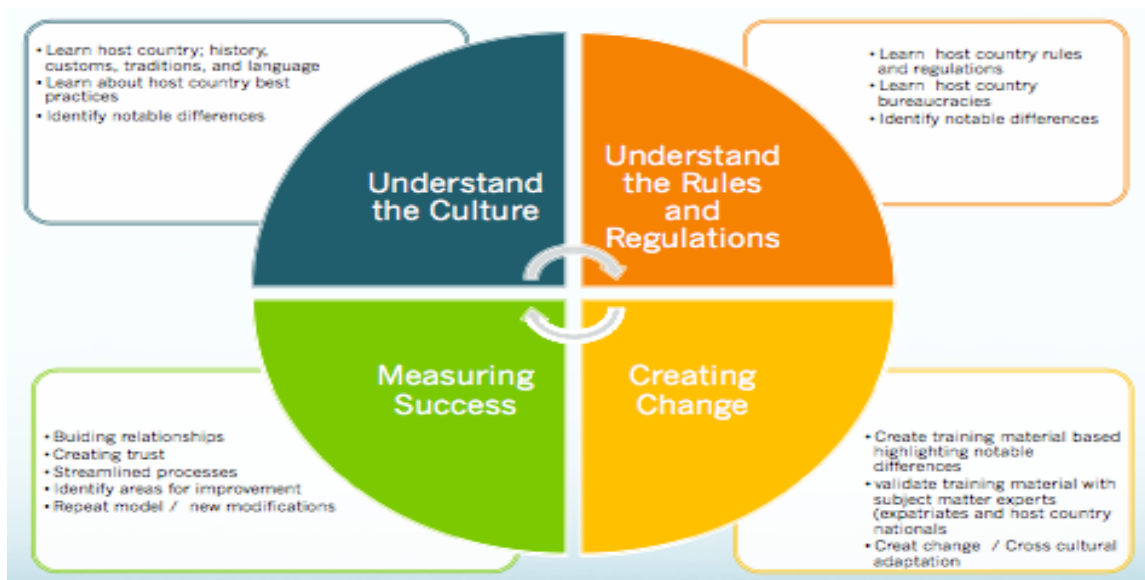 • Learn host country; history,
customs, traditions, and language
• Learn about host country best
practices
• Identify notable differences
• Learn host country rules
and regulations
• Learn host country
bureaucracies
• Identify notable differences
Understand
the Culture
Understand
the Rules
and
Regulations
Measuring
Success
Creating
Change
• Buiding relationships
• Creating trust
• Streamlined processes
• Identify areas for improvement
• Repeat model / new modifications
• Create training material based
highlighting notable
differences
• validate training material with
subject matter experts
(expatriates and host country
nationals
• Creat change / Cross cultural
adaptation